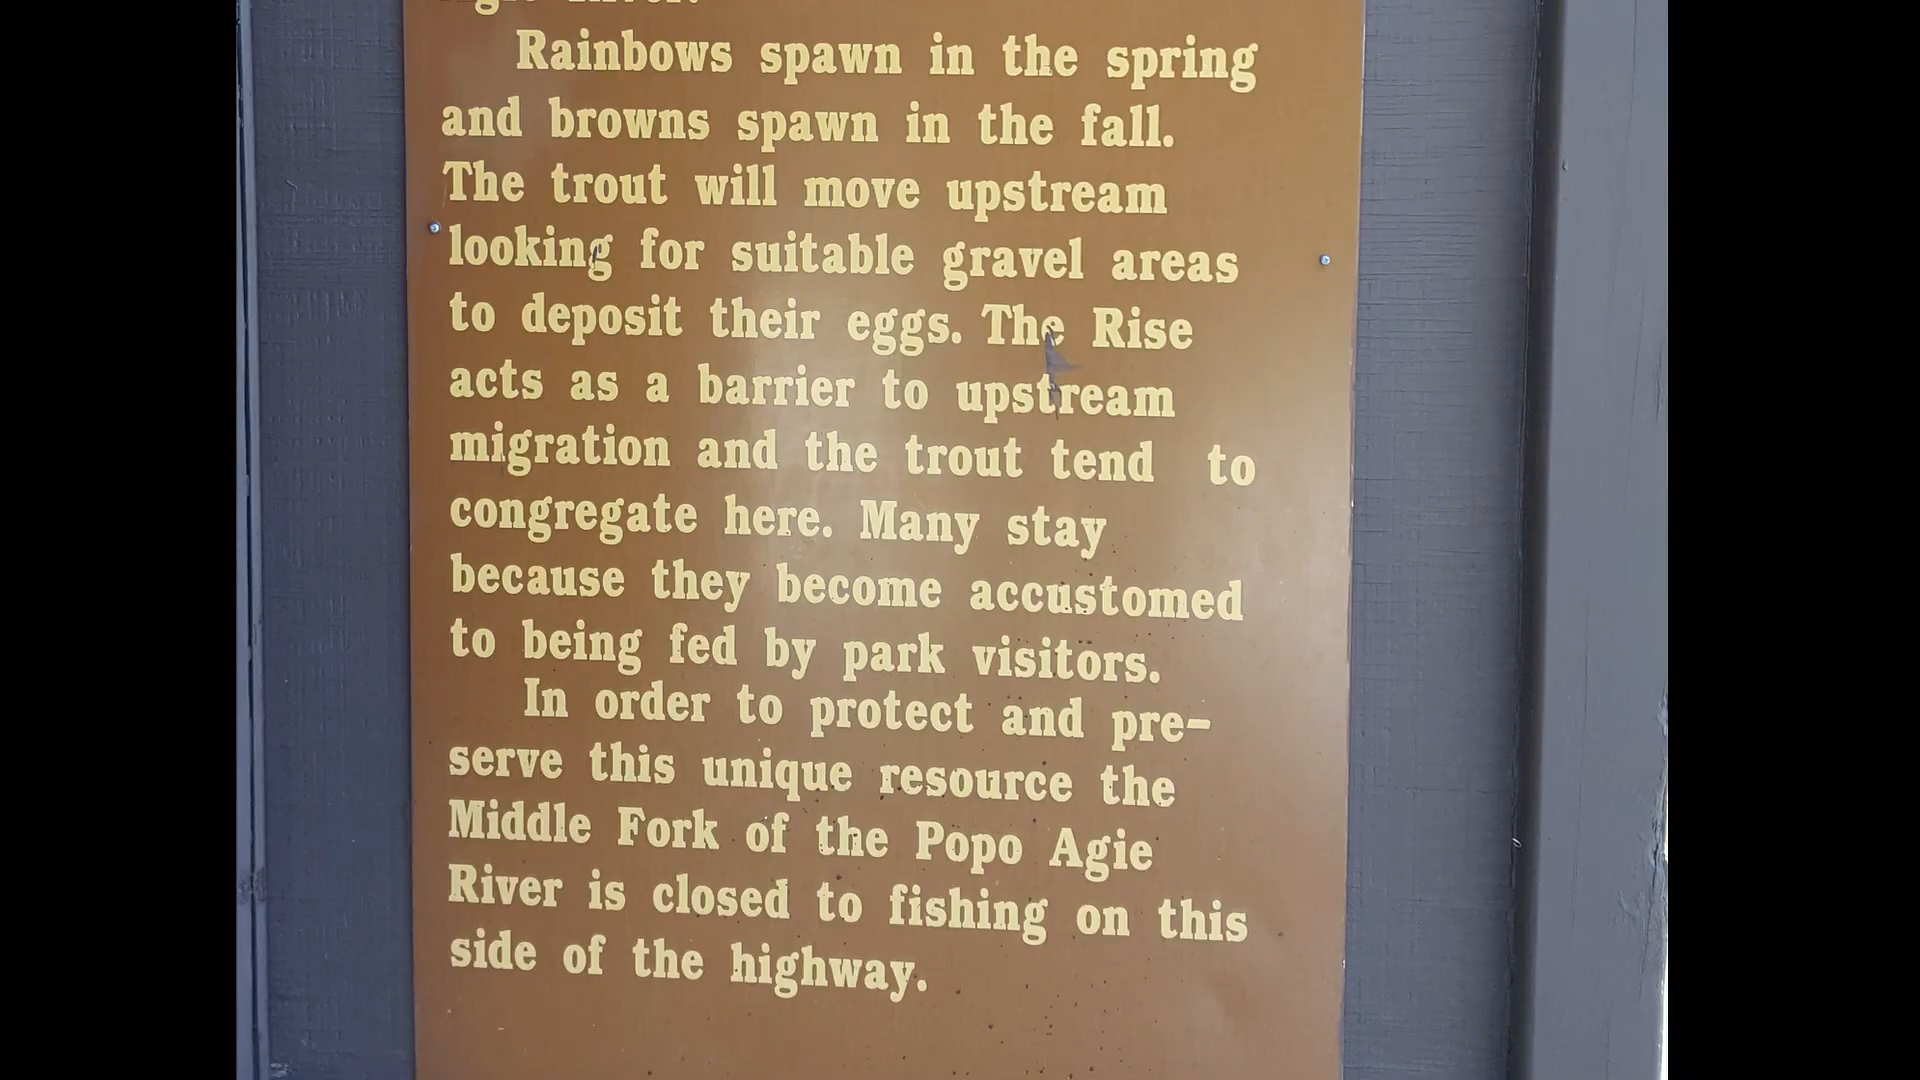 Agie River.
Rainbows spawn in the spring
and browns spawn in the fall.
The trout will move upstream
looking for suitable gravel areas
to deposit their eggs. The Rise
acts as a barrier to upstream
migration and the trout tend to
congregate here. Many stay
because they become accustomed
to being fed by park visitors.
In order to protect and pre-
serve this unique resource the
Middle Fork of the Popo Agie
River is closed to fishing on this
side of the highway.